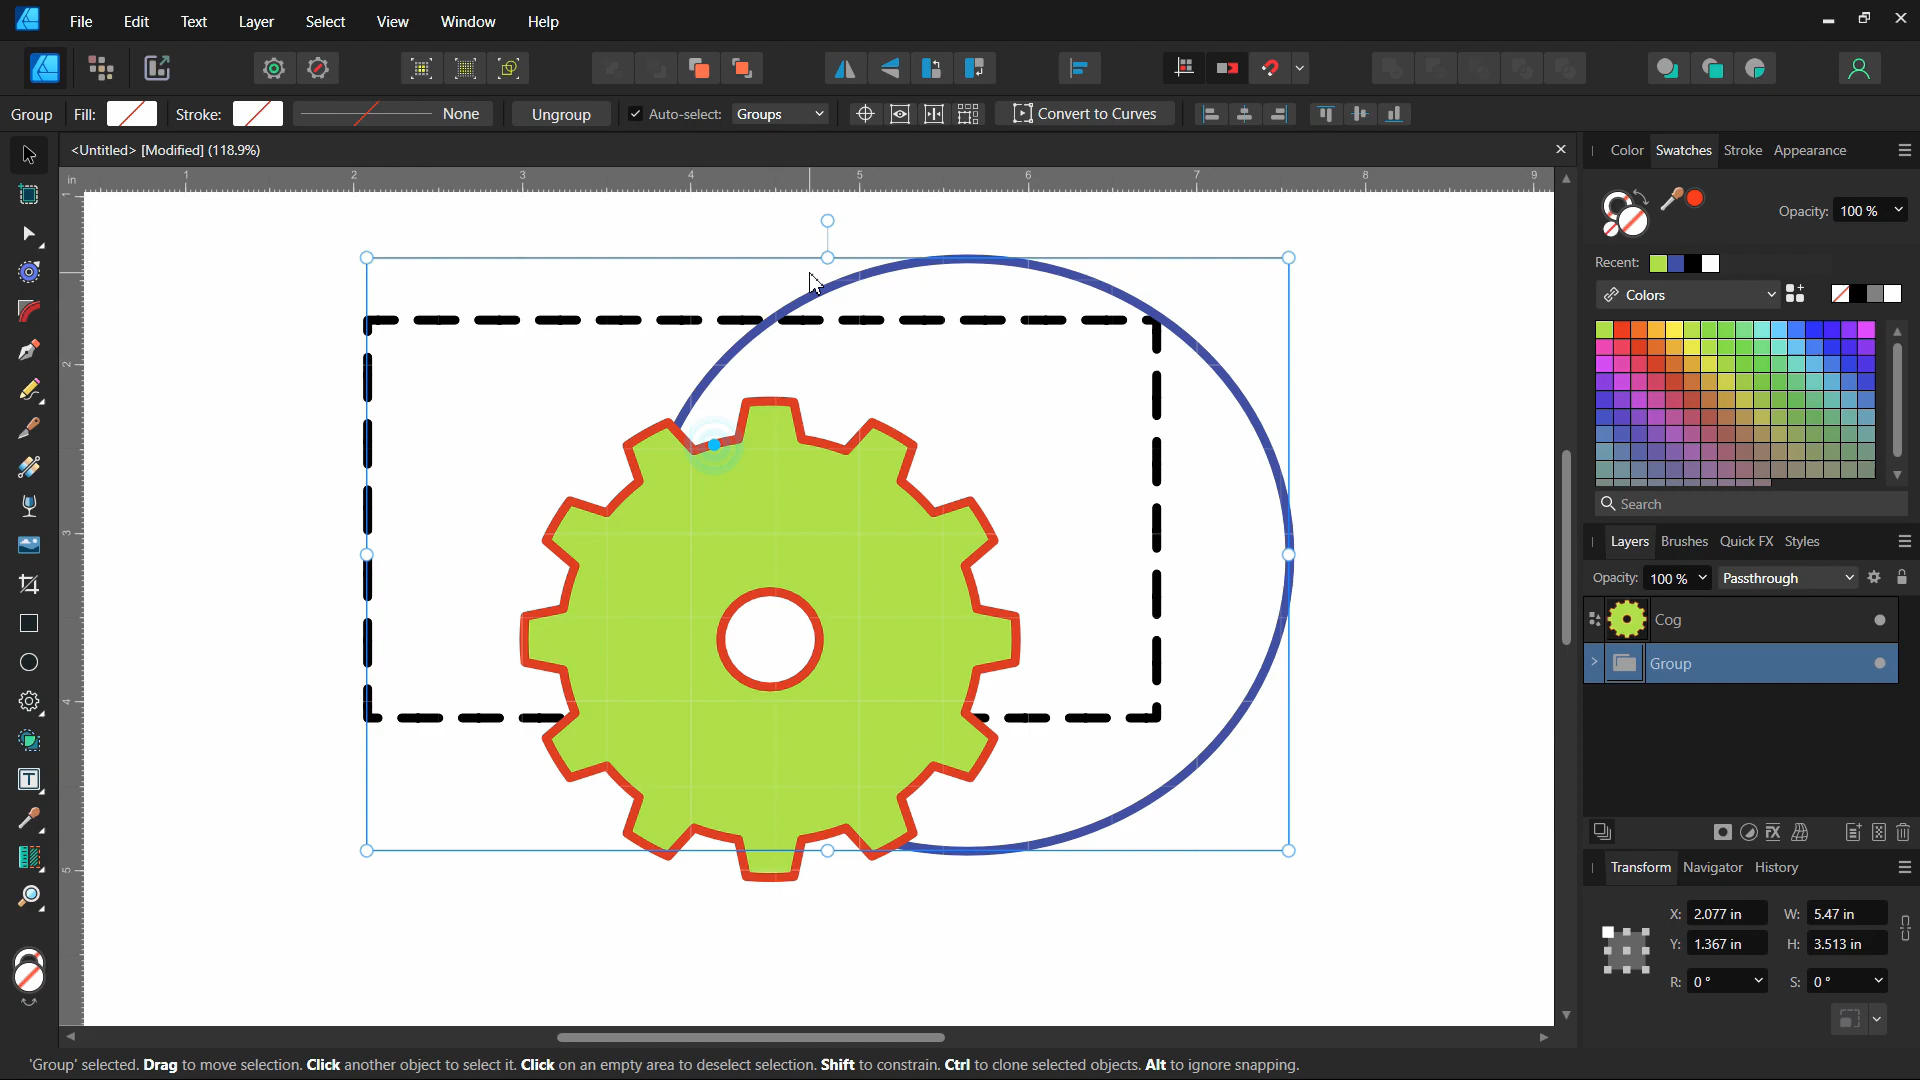 File Edit Text Layer Select View Window Help
Group Fill: Stroke: None Ungroup Auto-select: Groups Convert to Curves
<Untitled> [Modified] (118.9%)
Color Swatches Stroke Appearance
in 1 2 3 4 5 6 7 8 9
1
2
3
4
5
Opacity: 100 %
Recent:
Colors
Search
Layers Brushes Quick FX Styles
Opacity: 100 % Passthrough
Cog
Group
Transform Navigator History
X: 2.077 in W: 5.47 in
Y: 1.367 in H: 3.513 in
R: 0 ° S: 0 °
'Group' selected. Drag to move selection. Click another object to select it. Click on an empty area to deselect selection. Shift to constrain. Ctrl to clone selected objects. Alt to ignore snapping.